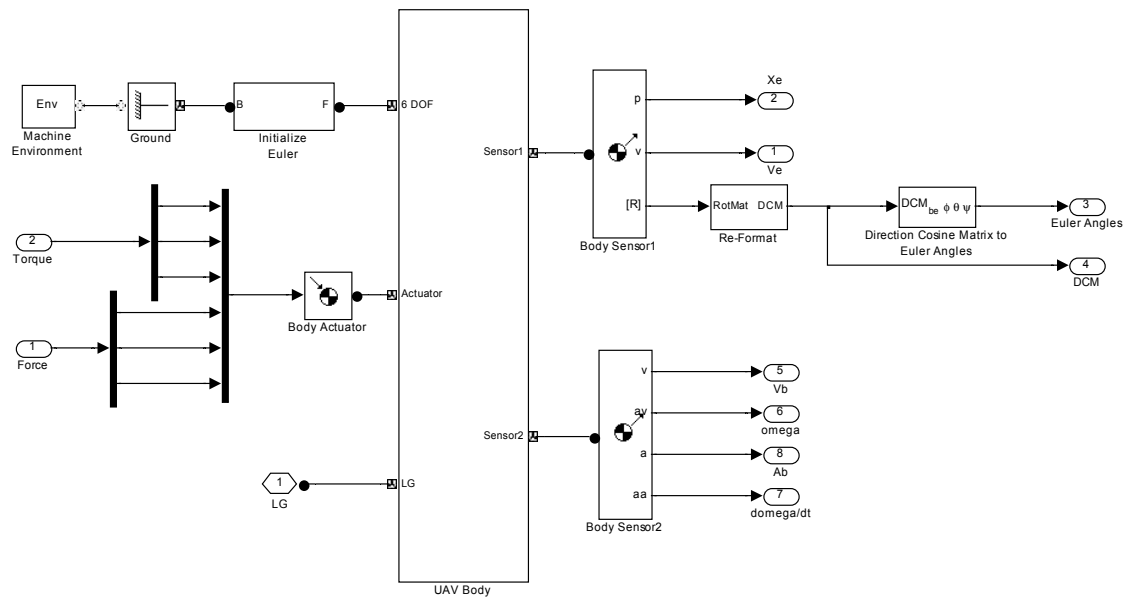 Env
Machine
Environment
Ground
B
F
Initialize
Euler
6 DOF
Sensor1
p
v
[R]
Body Sensor1
Xe
2
1
Ve
RotMat
DCM
Re-Format
DCM be ϕ θ ψ
Direction Cosine Matrix to
Euler Angles
3
Euler Angles
4
DCM
2
Torque
1
Force
Body Actuator
Actuator
1
LG
LG
Sensor2
UAV Body
v
av
a
aa
Body Sensor2
5
Vb
6
omega
8
Ab
7
domega/dt